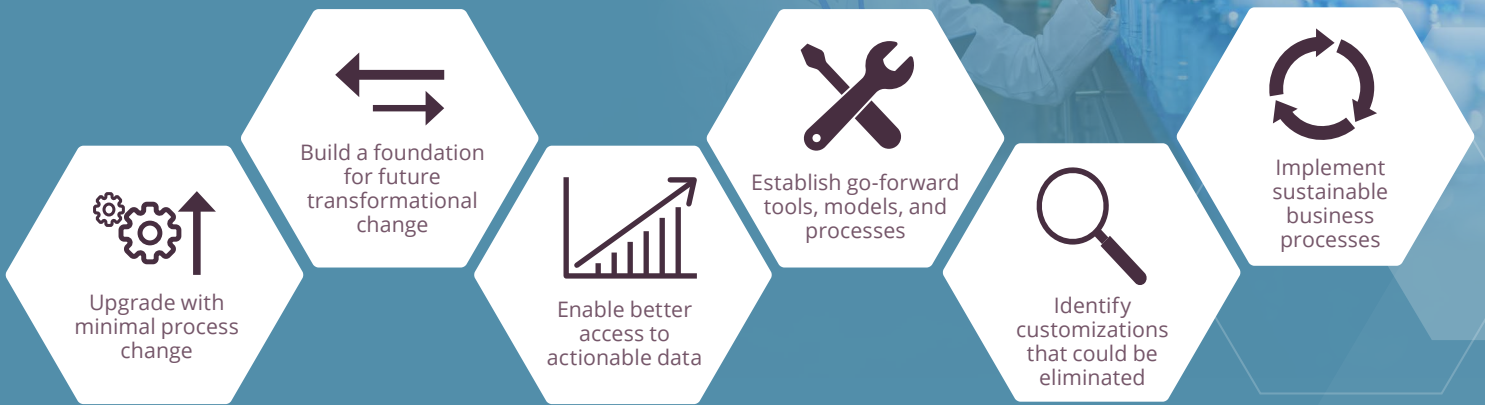 Upgrade with
minimal process
change
Build a foundation
for future
transformational
change
Enable better
access to
actionable data
Establish go-forward
tools, models, and
processes
Identify
customizations
that could be
eliminated
Implement
sustainable
business
processes